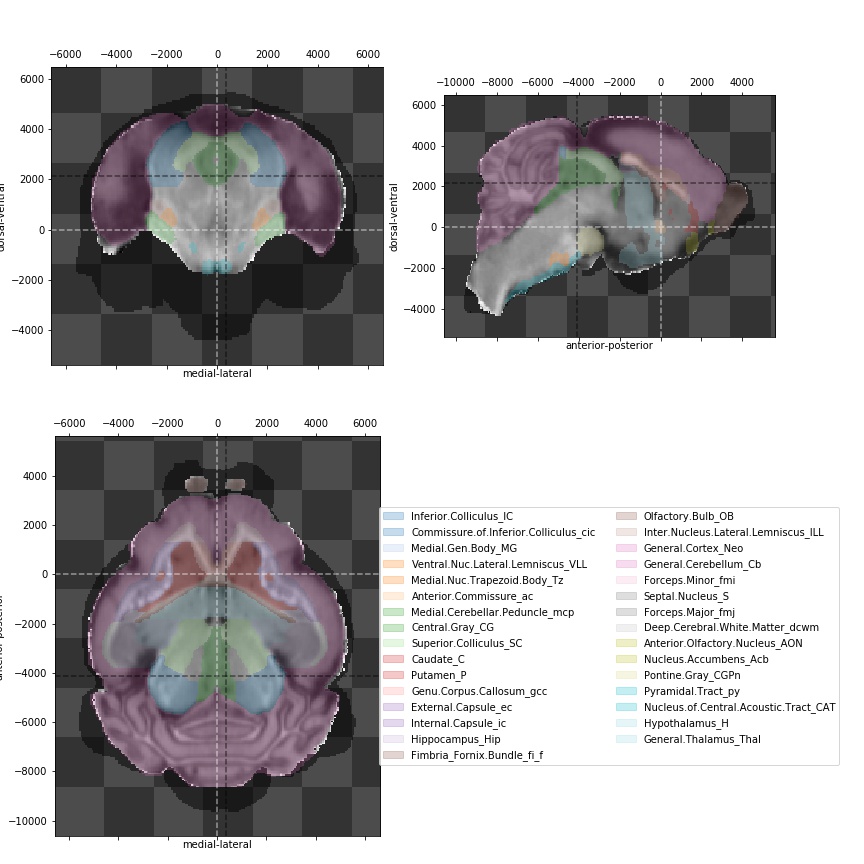 −6000 −4000 −2000 0 2000 4000 6000
6000
4000
2000
0
−2000
−4000
dorsal-ventral
medial-lateral
−10000 −8000 −6000 −4000 −2000 0 2000 4000
6000
4000
2000
0
−2000
−4000
dorsal-ventral
anterior-posterior
−6000 −4000 −2000 0 2000 4000 6000
4000
2000
0
−2000
−4000
−6000
−8000
−10000
anterior-posterior
medial-lateral
Inferior.Colliculus_IC
Commissure.of.Inferior.Colliculus_cic
Medial.Gen.Body_MG
Ventral.Nuc.Lateral.Lemniscus_VLL
Medial.Nuc.Trapezoid.Body_Tz
Anterior.Commissure_ac
Medial.Cerebellar.Peduncle_mcp
Central.Gray_CG
Superior.Colliculus_SC
Caudate_C
Putamen_P
Genu.Corpus.Callosum_gcc
External.Capsule_ec
Internal.Capsule_ic
Hippocampus_Hip
Fimbria_Fornix.Bundle_fi_f
Olfactory.Bulb_OB
Inter.Nucleus.Lateral.Lemniscus_ILL
General.Cortex_Neo
General.Cerebellum_Cb
Forceps.Minor_fmi
Septal.Nucleus_S
Forceps.Major_fmj
Deep.Cerebral.White.Matter_dcwm
Anterior.Olfactory.Nucleus_AON
Nucleus.Accumbens_Acb
Pontine.Gray_CGPn
Pyramidal.Tract_py
Nucleus.of.Central.Acoustic.Tract_CAT
Hypothalamus_H
General.Thalamus_Thal